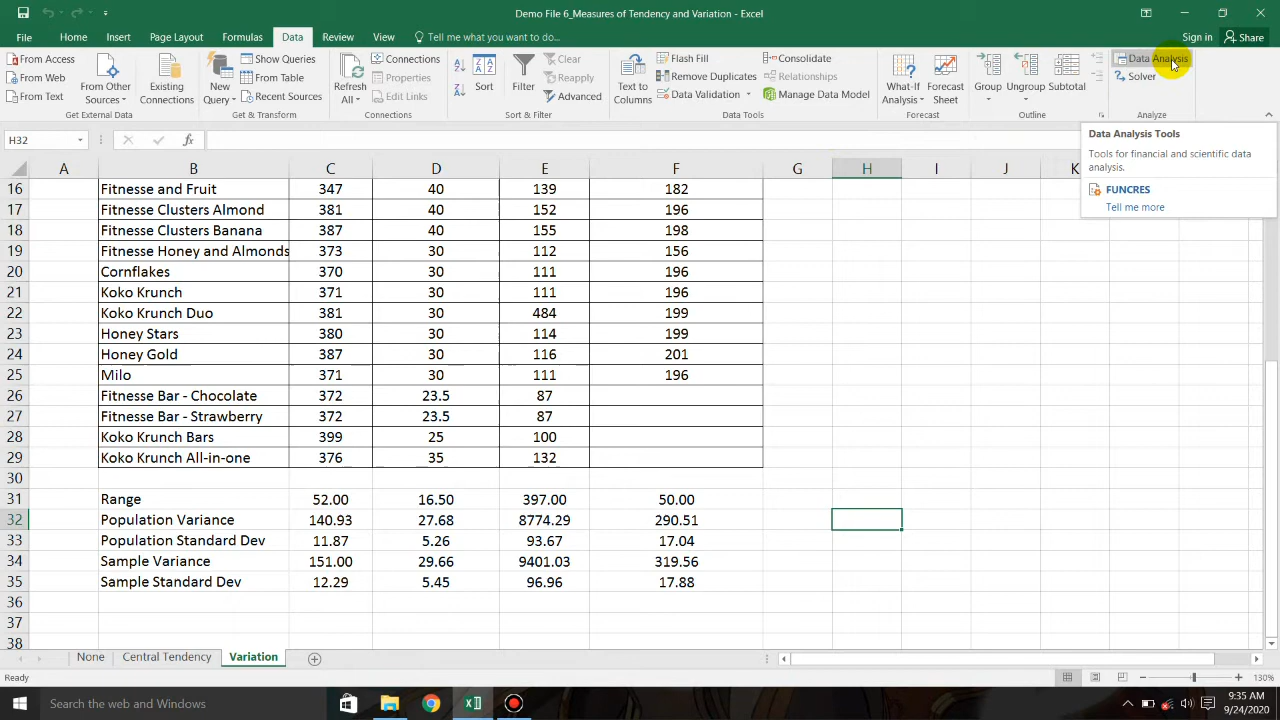 Demo File 6_Measures of Tendency and Variation - Excel
File Home Insert Page Layout Formulas Data Review View Tell me what you want to do... Sign in Share
From Access
From Web
From Text
From Other Sources
Existing Connections
Get External Data
New Query
Show Queries
From Table
Recent Sources
Get & Transform
Refresh All
Connections
Properties
Edit Links
Connections
Sort
Filter
Clear
Reapply
Advanced
Sort & Filter
Text to Columns
Flash Fill
Remove Duplicates
Data Validation
Consolidate
Relationships
Manage Data Model
Data Tools
What-If Analysis
Forecast Sheet
Forecast
Group
Ungroup
Subtotal
Outline
Data Analysis
Solver
Analyze
H32 fx
Data Analysis Tools
Tools for financial and scientific data
analysis.
FUNCRES
Tell me more
A B C D E F G H I J K
16 Fitnesse and Fruit 347 40 139 182
17 Fitnesse Clusters Almond 381 40 152 196
18 Fitnesse Clusters Banana 387 40 155 198
19 Fitnesse Honey and Almonds 373 30 112 156
20 Cornflakes 370 30 111 196
21 Koko Krunch 371 30 111 196
22 Koko Krunch Duo 381 30 484 199
23 Honey Stars 380 30 114 199
24 Honey Gold 387 30 116 201
25 Milo 371 30 111 196
26 Fitnesse Bar - Chocolate 372 23.5 87
27 Fitnesse Bar - Strawberry 372 23.5 87
28 Koko Krunch Bars 399 25 100
29 Koko Krunch All-in-one 376 35 132
30
31 Range 52.00 16.50 397.00 50.00
32 Population Variance 140.93 27.68 8774.29 290.51
33 Population Standard Dev 11.87 5.26 93.67 17.04
34 Sample Variance 151.00 29.66 9401.03 319.56
35 Sample Standard Dev 12.29 5.45 96.96 17.88
36
37
38
None Central Tendency Variation
Ready 130%
Search the Web and Windows
9:35 AM
9/24/2020